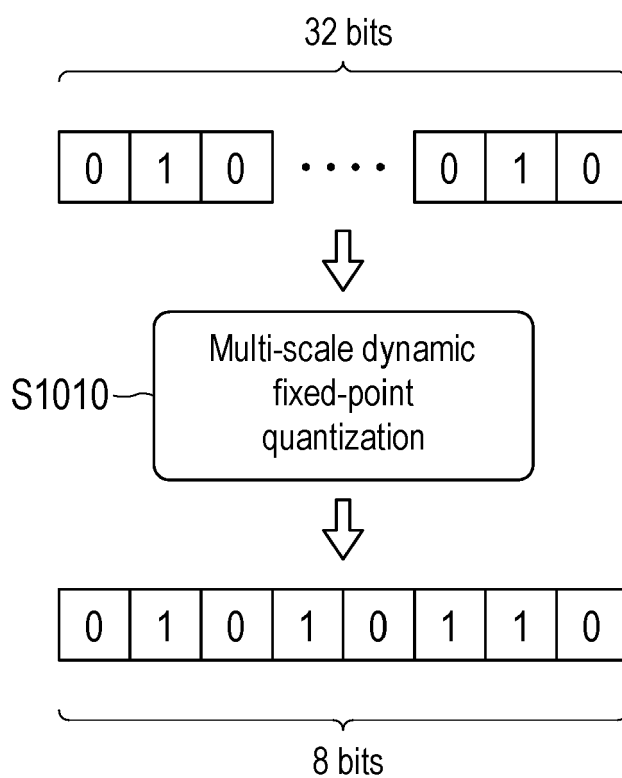 32 bits
0 1 0 ···· 0 1 0
Multi-scale dynamic
fixed-point
quantization
S1010
0 1 0 1 0 1 1 0
8 bits